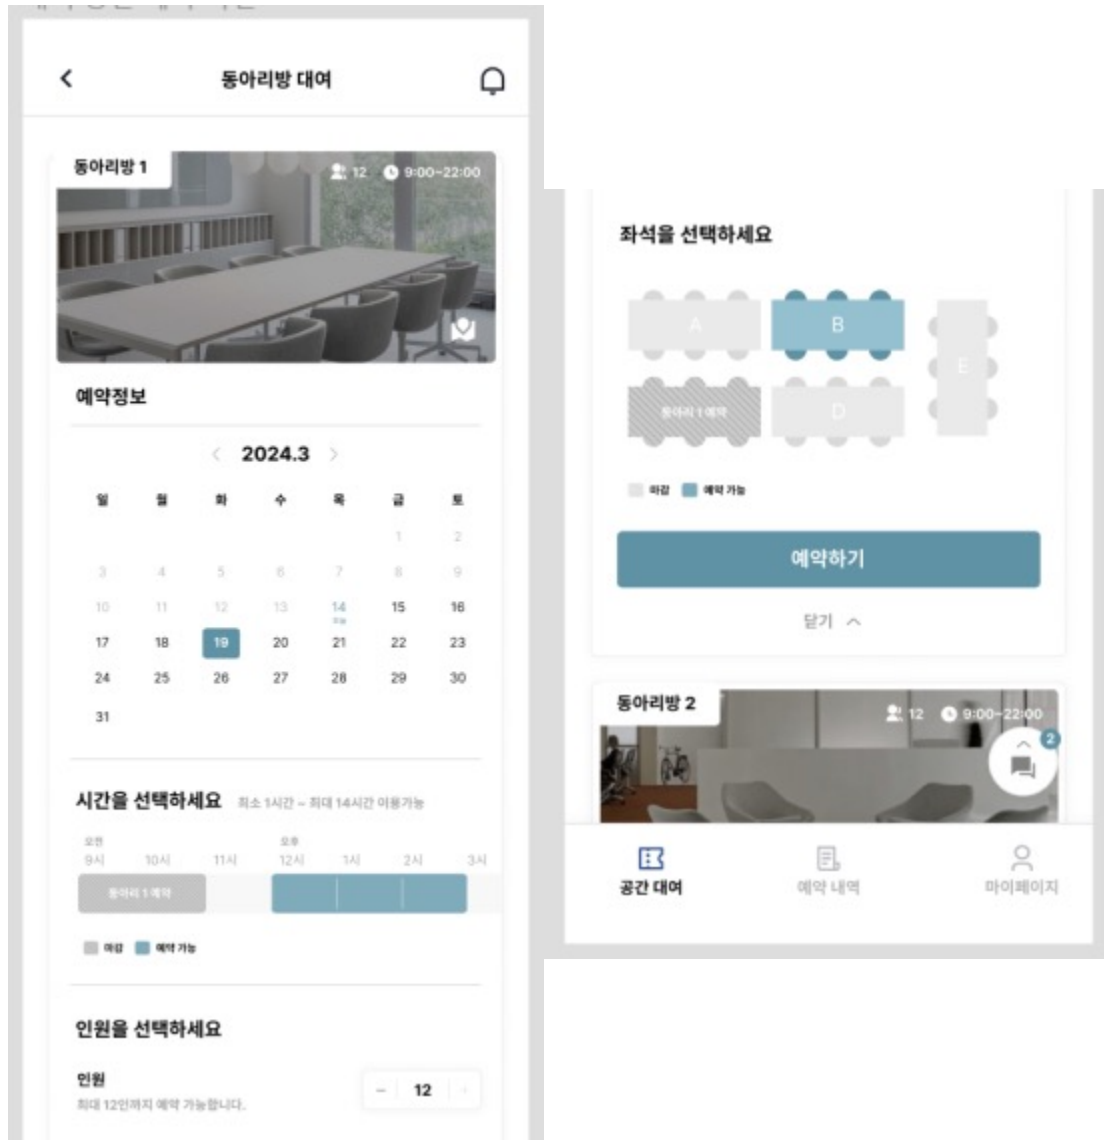 동아리방 대여
동아리방 1
12
9:00~22:00
예약정보
2024.3
일 월 화 수 목 금 토
1 2
3 4 5 6 7 8 9
10 11 12 13 14 15 16
오늘
17 18 19 20 21 22 23
24 25 26 27 28 29 30
31
시간을 선택하세요 최소 1시간 ~ 최대 14시간 이용가능
오전 오후
9시 10시 11시 12시 1시 2시 3시
동아리 1 예약
마감 예약 가능
인원을 선택하세요
인원
최대 12인까지 예약 가능합니다.
- 12 +
좌석을 선택하세요
A B E
동아리 1 예약 D
마감 예약 가능
예약하기
닫기
동아리방 2
12
9:00~22:00
2
공간 대여 예약 내역 마이페이지